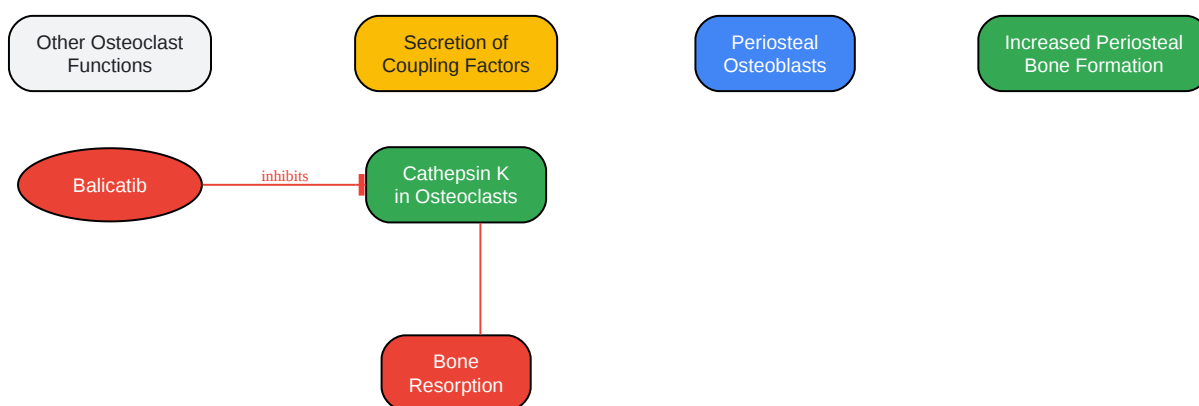 Other Osteoclast
Functions
Secretion of
Coupling Factors
Periosteal
Osteoblasts
Increased Periosteal
Bone Formation
Balicatib
inhibits
Cathepsin K
in Osteoclasts
Bone
Resorption